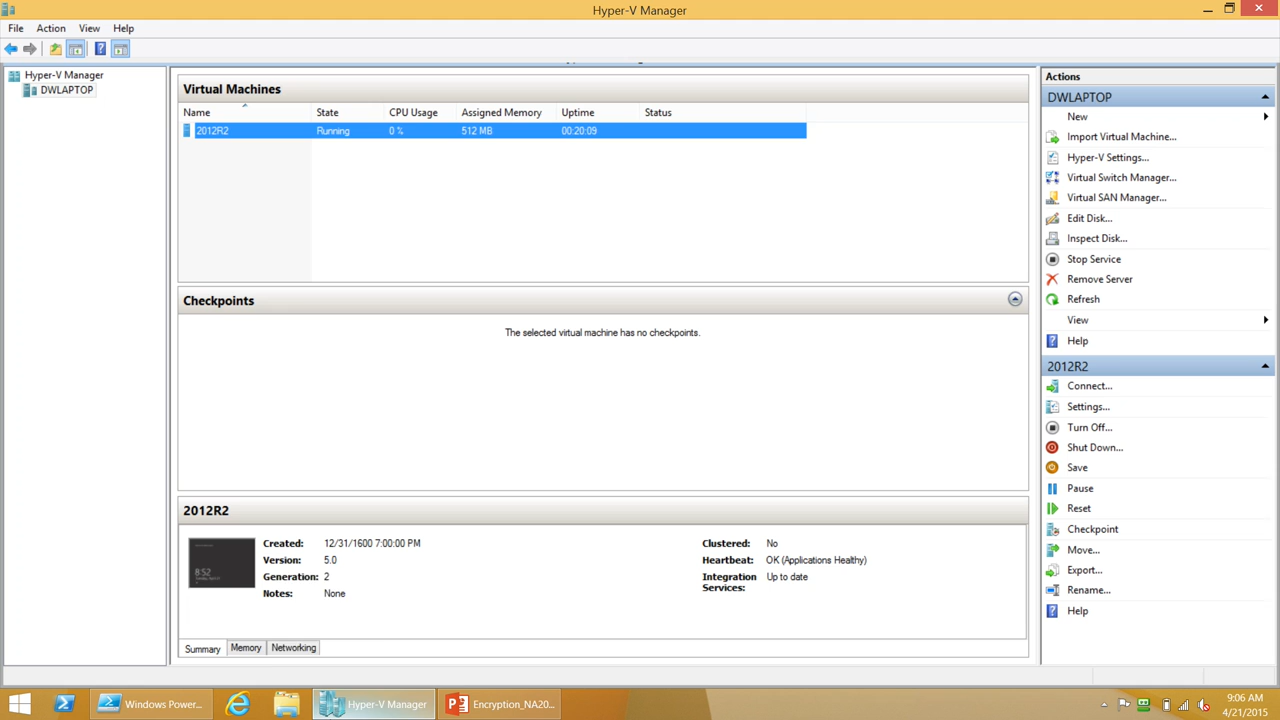 Hyper-V Manager
File Action View Help
Hyper-V Manager
DWLAPTOP
Virtual Machines
Name State CPU Usage Assigned Memory Uptime Status
2012R2 Running 0 % 512 MB 00:20:09
Checkpoints
The selected virtual machine has no checkpoints.
2012R2
8:52
Created: 12/31/1600 7:00:00 PM
Version: 5.0
Generation: 2
Notes: None
Clustered: No
Heartbeat: OK (Applications Healthy)
Integration Services: Up to date
Summary Memory Networking
Actions
DWLAPTOP
New
Import Virtual Machine...
Hyper-V Settings...
Virtual Switch Manager...
Virtual SAN Manager...
Edit Disk...
Inspect Disk...
Stop Service
Remove Server
Refresh
View
Help
2012R2
Connect...
Settings...
Turn Off...
Shut Down...
Save
Pause
Reset
Checkpoint
Move...
Export...
Rename...
Help
Windows Power... Hyper-V Manager Encryption_NA20...
9:06 AM
4/21/2015